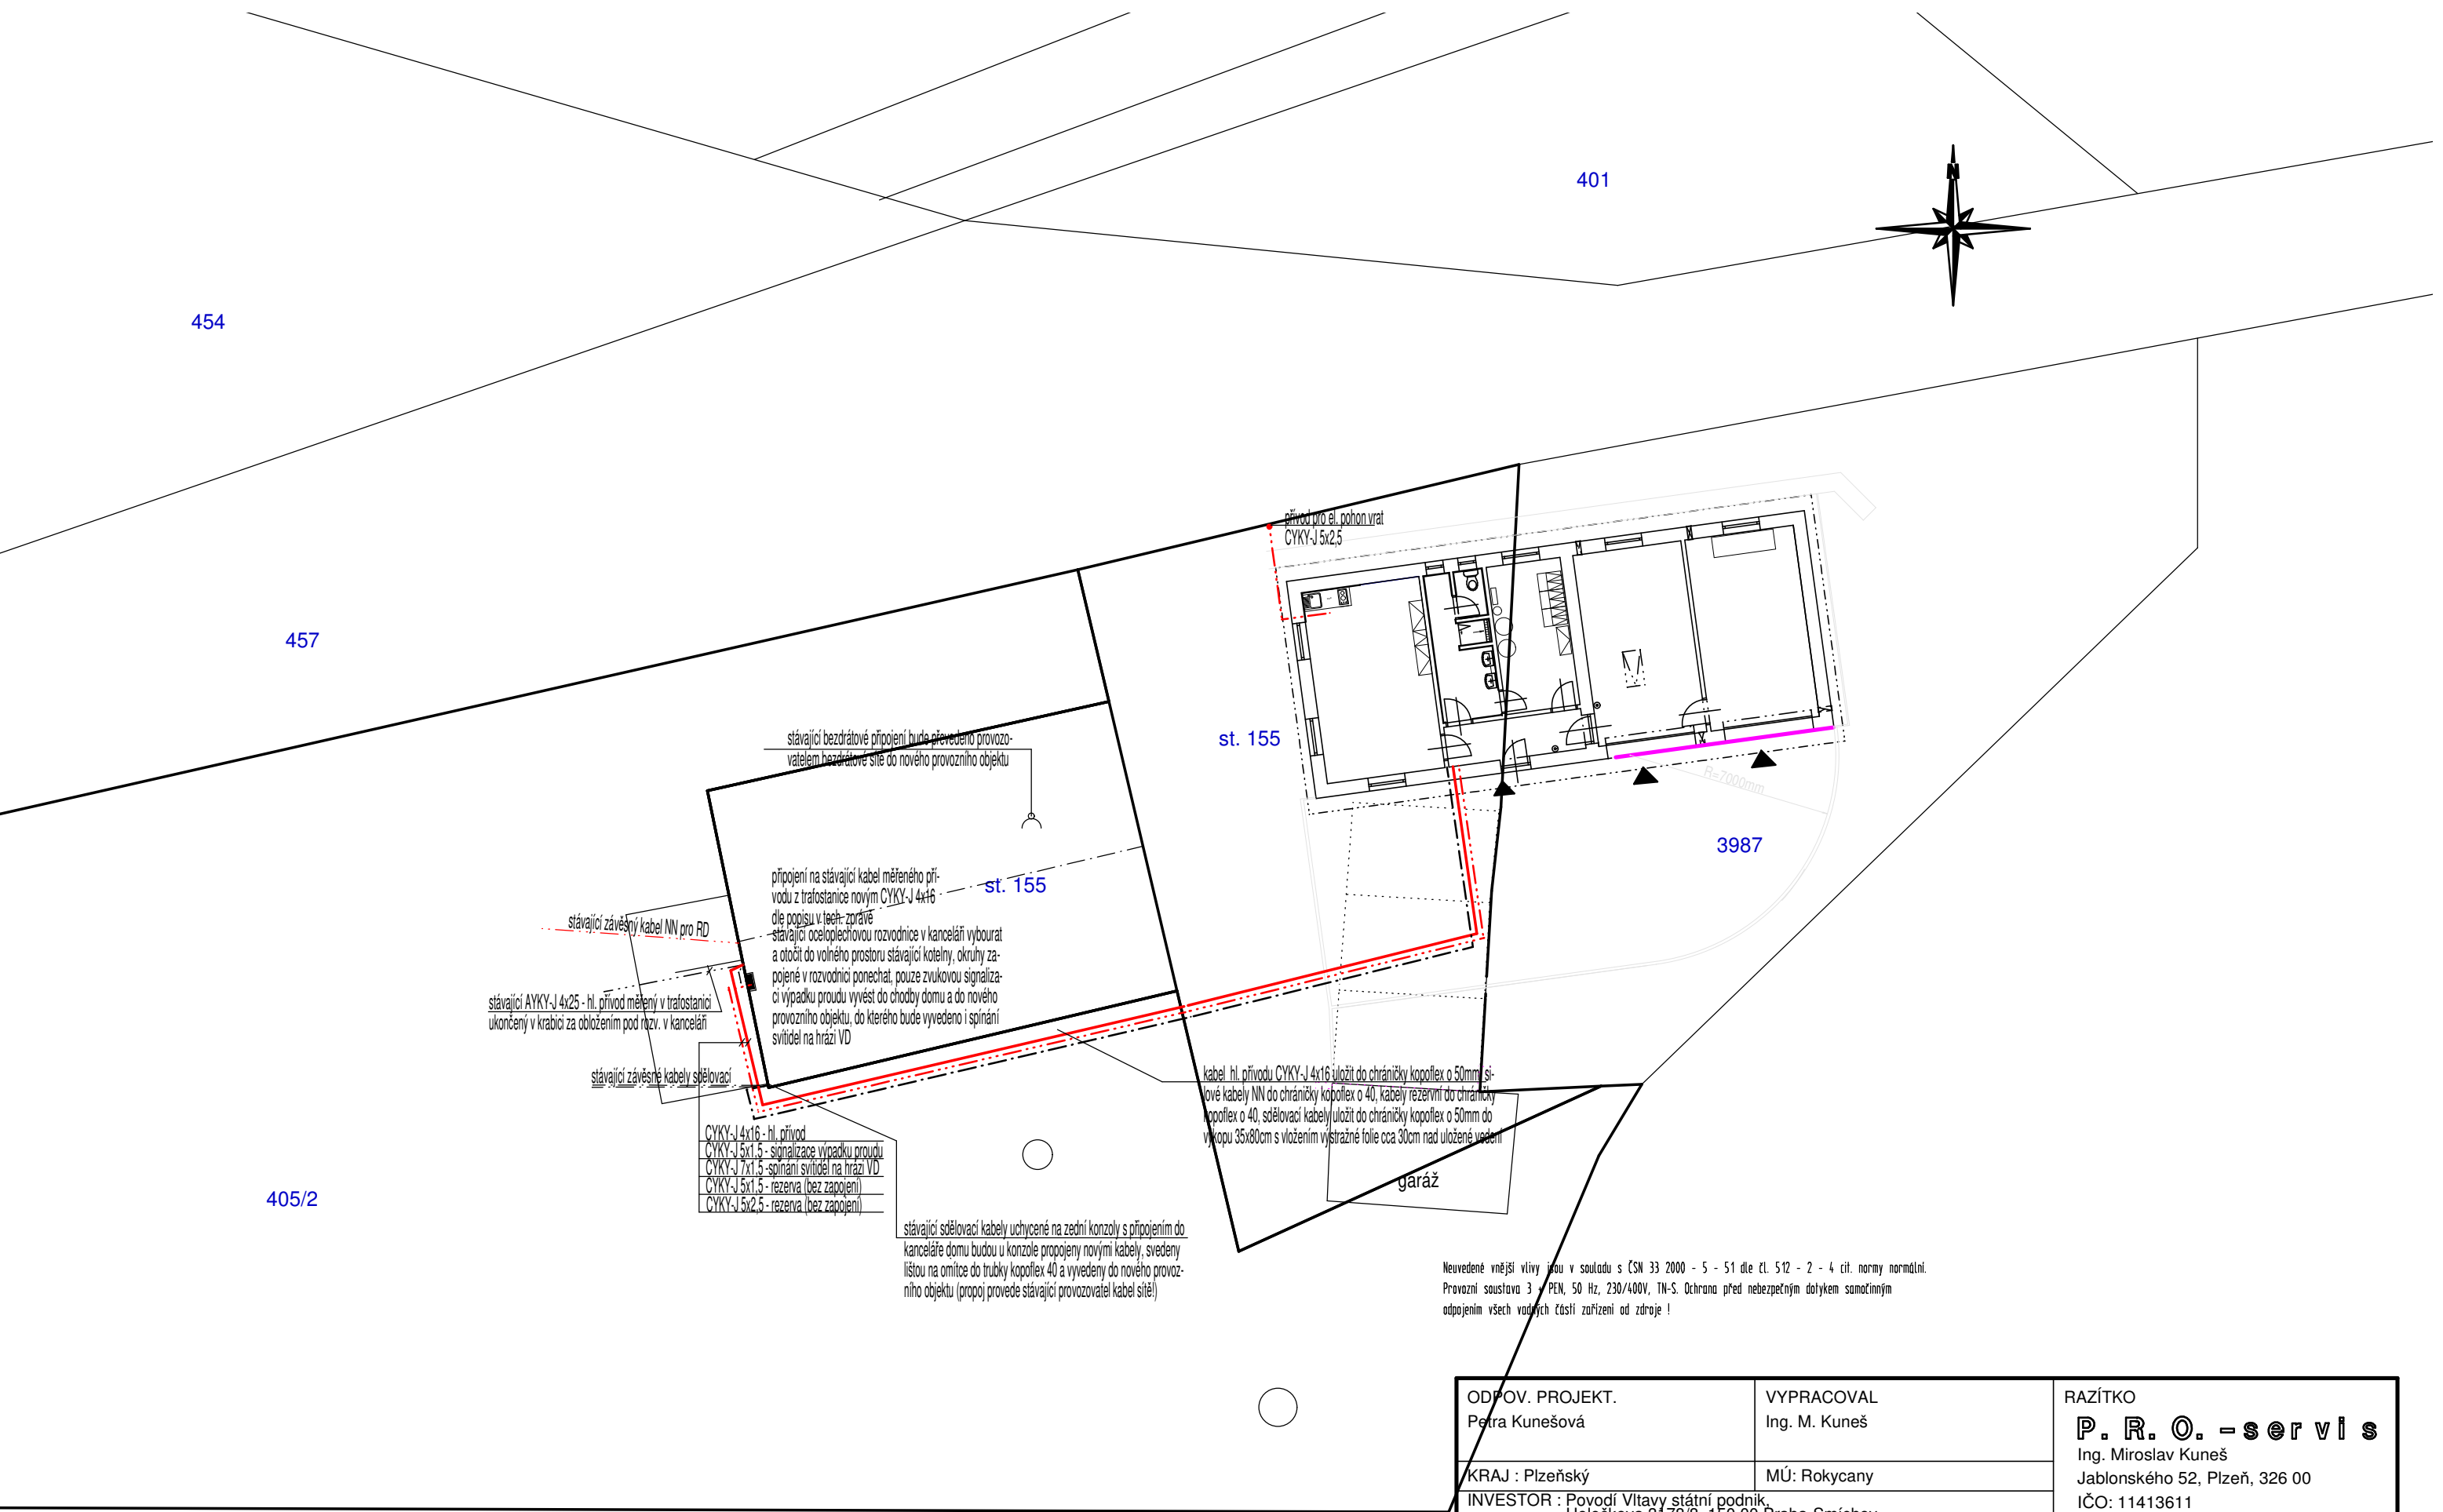 401
N
454
přívod pro el. pohon vrat
CYKY-J 5x2,5
457
st. 155
stávající bezdrátové připojení bude převedeno provozo-
vatelem bezdrátové sítě do nového provozního objektu
R=7000mm
3987
připojení na stávající kabel měřeného pří-
vodu z trafostanice novým CYKY-J 4x16
dle popisu v tech. zprávě
st. 155
stávající oceloplechovou rozvodnice v kanceláři vybourat
a otočit do volného prostoru stávající kotelny, okruhy za-
pojené v rozvodnici ponechat, pouze zvukovou signaliza-
ci výpadku proudu vyvést do chodby domu a do nového
provozního objektu, do kterého bude vyvedeno i spínání
svítidel na hrázi VD
stávající závěsný kabel NN pro RD
stávající AYKY-J 4x25 - hl. přívod měřený v trafostanici
ukončený v krabici za obložením pod rozv. v kanceláři
stávající závěsné kabely sdělovací
kabel hl. přívodu CYKY-J 4x16 uložit do chráničky kopoflex o 50mm, si-
lové kabely NN do chráničky kopoflex o 40, kabely rezervní do chráničky
kopoflex o 40, sdělovací kabely uložit do chráničky kopoflex o 50mm do
výkopu 35x80cm s vložením výstražné folie cca 30cm nad uložené vedení
CYKY-J 4x16 - hl. přívod
CYKY-J 5x1.5 - signalizace výpadku proudu
CYKY-J 7x1.5 -spínání svítidel na hrázi VD
CYKY-J 5x1,5 - rezerva (bez zapojení)
CYKY-J 5x2,5 - rezerva (bez zapojení)
garáž
405/2
stávající sdělovací kabely uchycené na zední konzoly s připojením do
kanceláře domu budou u konzole propojeny novými kabely, svedeny
lištou na omítce do trubky kopoflex 40 a vyvedeny do nového provoz-
ního objektu (propoj provede stávající provozovatel kabel sítě!)
Neuvedené vnější vlivy jsou v souladu s ČSN 33 2000 - 5 - 51 dle čl. 512 - 2 - 4 cit. normy normální.
Provozní soustava 3 + PEN, 50 Hz, 230/400V, TN-S. Ochrana před nebezpečným dotykem samočinným
odpojením všech vadných částí zařízení od zdroje !
ODPOV. PROJEKT.
Petra Kunešová
VYPRACOVAL
Ing. M. Kuneš
RAZÍTKO
P. R. O. - s e r v i s
Ing. Miroslav Kuneš
Jablonského 52, Plzeň, 326 00
IČO: 11413611
KRAJ : Plzeňský
MÚ: Rokycany
INVESTOR : Povodí Vltavy státní podnik,